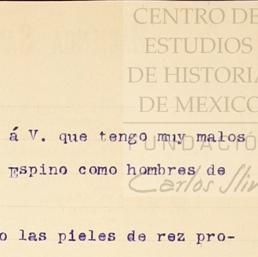 CENTRO DE
ESTUDIOS
DE HISTORIA
DE MEXICO
á V. que tengo muy malos
FUNDACIÓ
Espino como hombres de
Carlos Slim
o las pieles de rez pro-